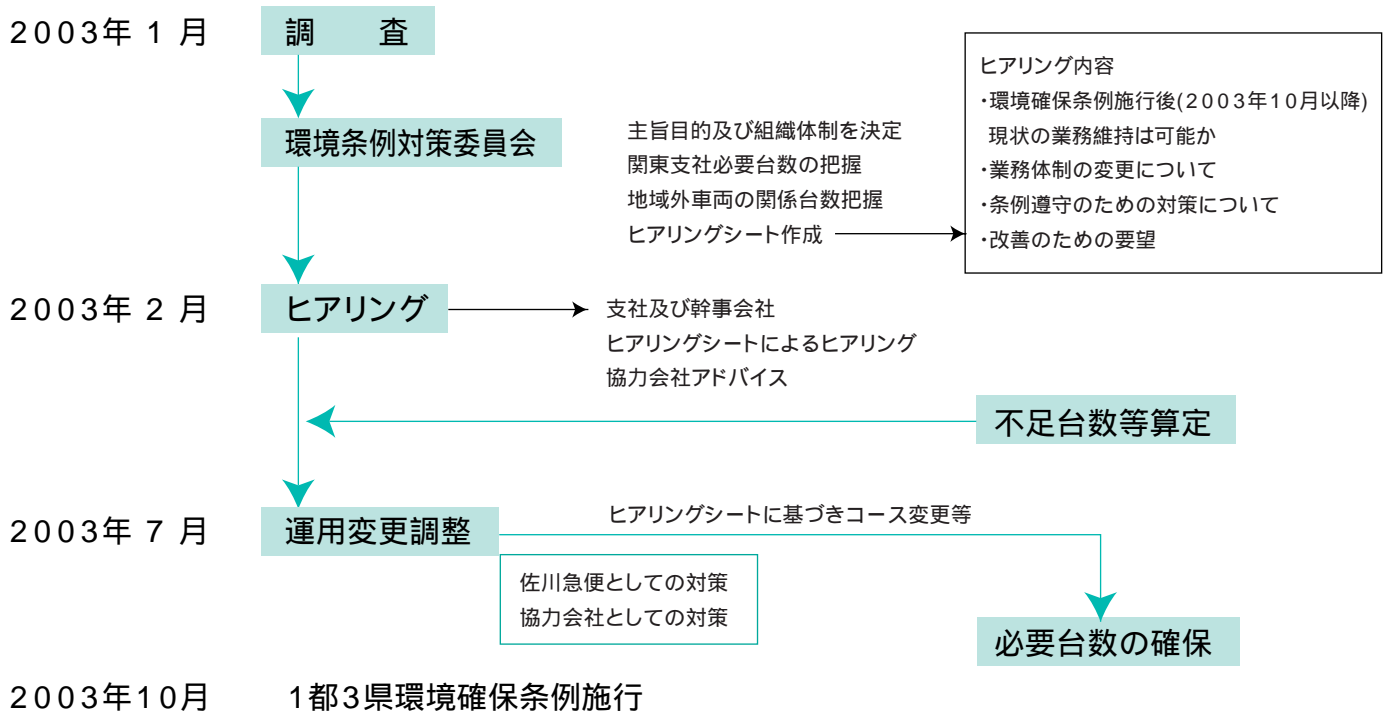 2003年 1 月
調　査
環境条例対策委員会
主旨目的及び組織体制を決定
関東支社必要台数の把握
地域外車両の関係台数把握
ヒアリングシート作成
ヒアリング内容
・環境確保条例施行後(2003年10月以降)
現状の業務維持は可能か
・業務体制の変更について
・条例遵守のための対策について
・改善のための要望
2003年 2 月
ヒアリング
支社及び幹事会社
ヒアリングシートによるヒアリング
協力会社アドバイス
不足台数等算定
2003年 7 月
運用変更調整
ヒアリングシートに基づきコース変更等
佐川急便としての対策
協力会社としての対策
必要台数の確保
2003年10月
1都3県環境確保条例施行